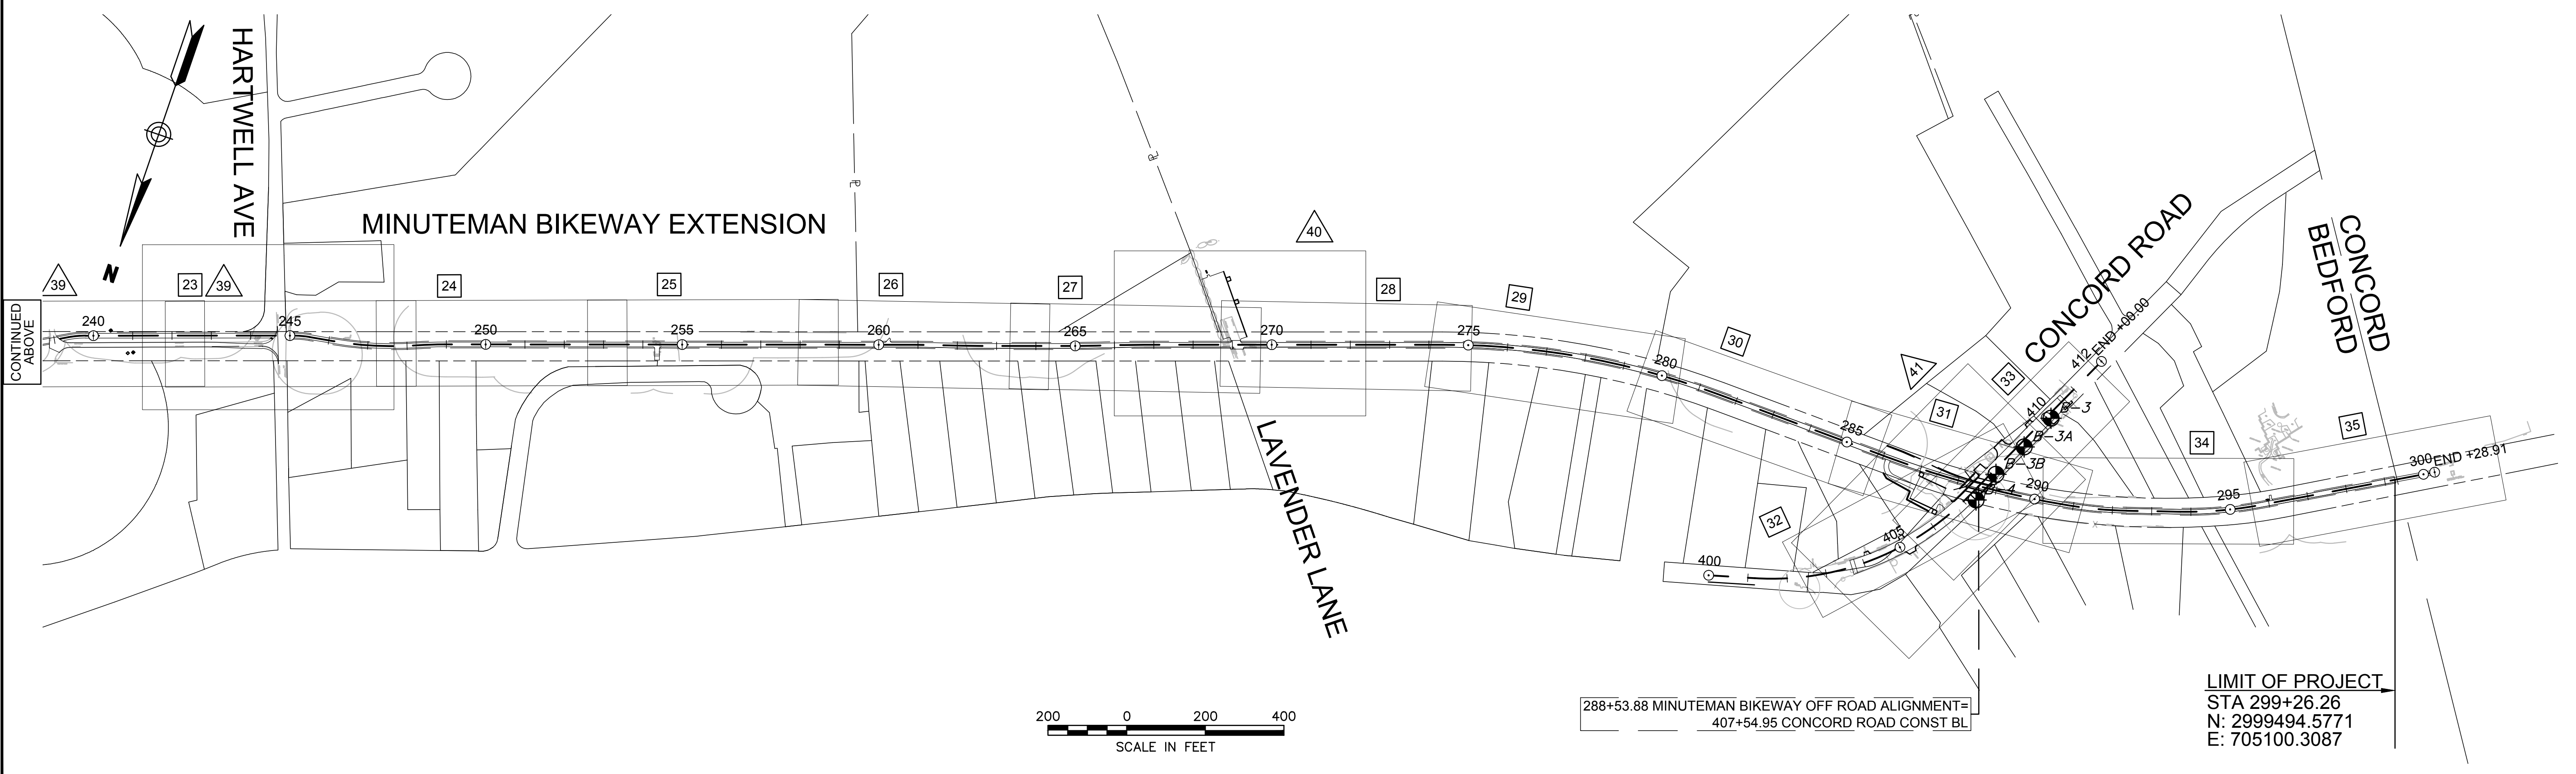 HARTWELL AVE
MINUTEMAN BIKEWAY EXTENSION
N
CONTINUED
ABOVE
39
23
39
24
25
26
27
40
28
29
30
41
31
32
33
34
35
240
245
250
255
260
265
270
275
280
285
290
295
300
END +28.91
400
405
410
412
END +00.00
B-3
B-3A
B-3B
PL
PL
LAVENDER LANE
CONCORD ROAD
CONCORD
BEDFORD
200 0 200 400
SCALE IN FEET
288+53.88 MINUTEMAN BIKEWAY OFF ROAD ALIGNMENT=
407+54.95 CONCORD ROAD CONST BL
LIMIT OF PROJECT
STA 299+26.26
N: 2999494.5771
E: 705100.3087